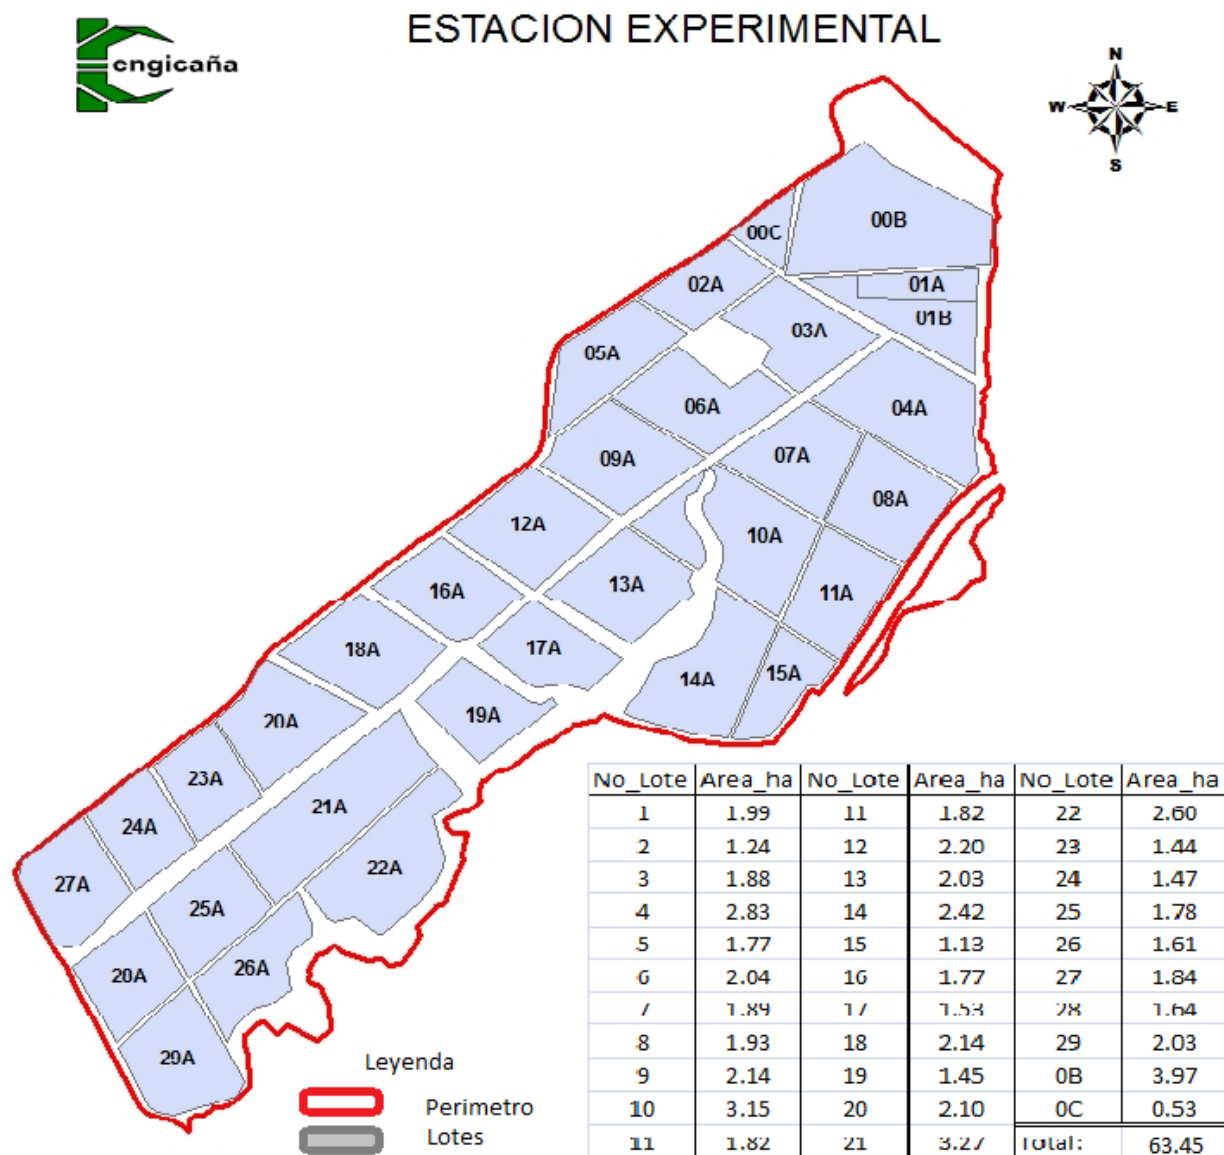 ESTACION EXPERIMENTAL
cngicaña
N
W E
S
00B
00C
01A
02A
01B
03A
05A
06A
04A
07A
09A
08A
12A
10A
13A
16A
11A
18A
17A
14A
15A
19A
20A
23A
21A
24A
22A
27A
25A
26A
28A
29A
Leyenda
Perimetro
Lotes
No_Lote Area_ha No_Lote Area_ha No_Lote Area_ha
1 1.99 11 1.82 22 2.60
2 1.24 12 2.20 23 1.44
3 1.88 13 2.03 24 1.47
4 2.83 14 2.42 25 1.78
5 1.77 15 1.13 26 1.61
6 2.04 16 1.77 27 1.84
7 1.89 17 1.53 28 1.64
8 1.93 18 2.14 29 2.03
9 2.14 19 1.45 0B 3.97
10 3.15 20 2.10 0C 0.53
11 1.82 21 3.27 Total: 63.45